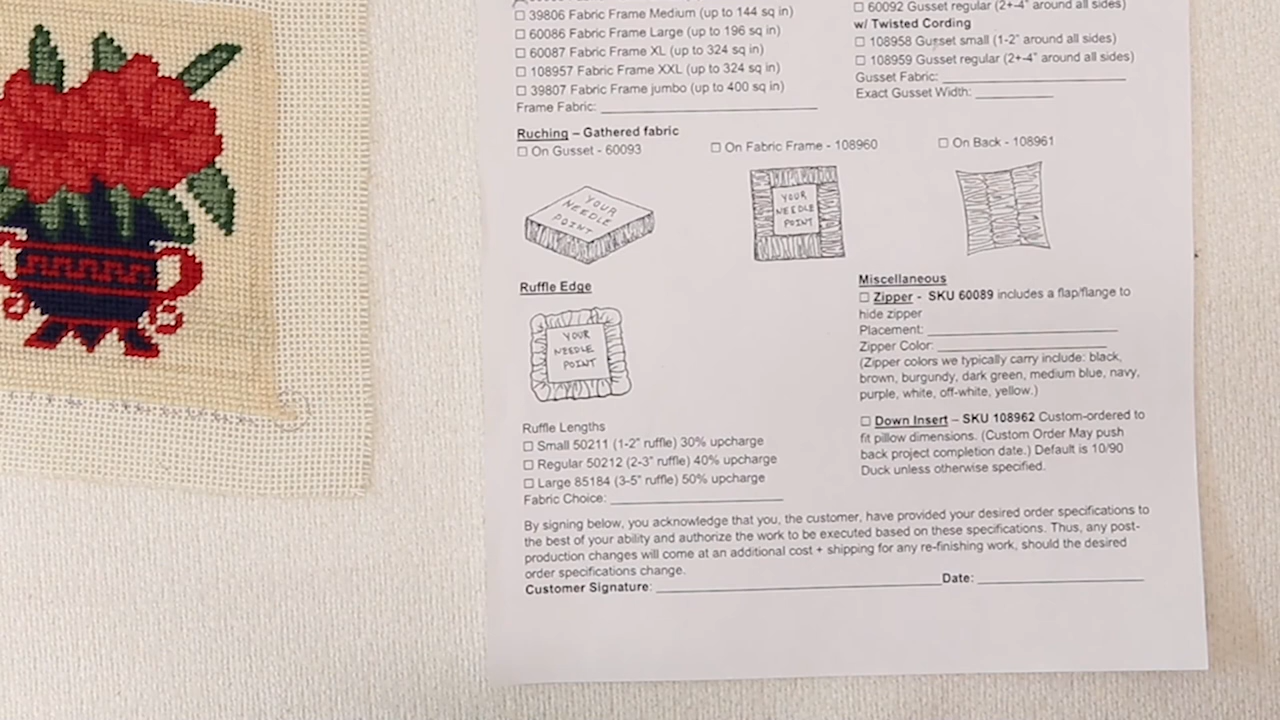 ☐ 39806 Fabric Frame Medium (up to 144 sq in)
☐ 60086 Fabric Frame Large (up to 196 sq in)
☐ 60087 Fabric Frame XL (up to 324 sq in)
☐ 108957 Fabric Frame XXL (up to 324 sq in)
☐ 39807 Fabric Frame jumbo (up to 400 sq in)
Frame Fabric:
☐ 60092 Gusset regular (2+-4" around all sides)
w/ Twisted Cording
☐ 108958 Gusset small (1-2" around all sides)
☐ 108959 Gusset regular (2+-4" around all sides)
Gusset Fabric:
Exact Gusset Width:
Ruching – Gathered fabric
☐ On Gusset - 60093
☐ On Fabric Frame - 108960
☐ On Back - 108961
YOUR
NEEDLE
POINT
YOUR
NEEDLE
POINT
Ruffle Edge
YOUR
NEEDLE
POINT
Ruffle Lengths
☐ Small 50211 (1-2" ruffle) 30% upcharge
☐ Regular 50212 (2-3" ruffle) 40% upcharge
☐ Large 85184 (3-5" ruffle) 50% upcharge
Fabric Choice:
Miscellaneous
☐ Zipper - SKU 60089 includes a flap/flange to
hide zipper
Placement:
Zipper Color:
(Zipper colors we typically carry include: black,
brown, burgundy, dark green, medium blue, navy,
purple, white, off-white, yellow.)
☐ Down Insert – SKU 108962 Custom-ordered to
fit pillow dimensions. (Custom Order May push
back project completion date.) Default is 10/90
Duck unless otherwise specified.
By signing below, you acknowledge that you, the customer, have provided your desired order specifications to
the best of your ability and authorize the work to be executed based on these specifications. Thus, any post-
production changes will come at an additional cost + shipping for any re-finishing work, should the desired
order specifications change.
Customer Signature: Date: